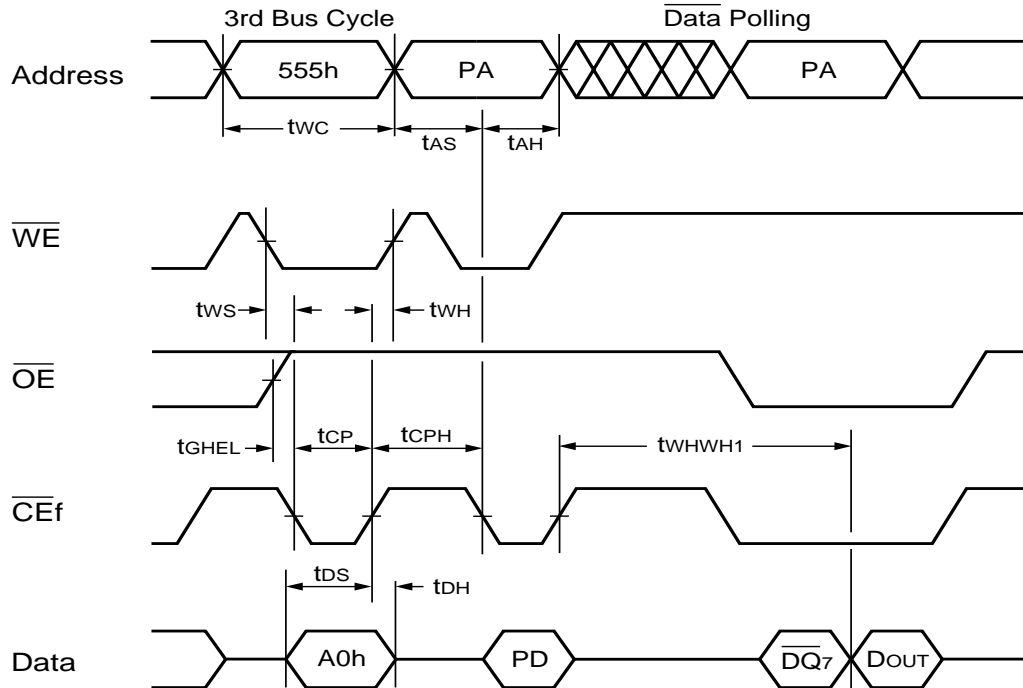 3rd Bus Cycle
Data Polling
Address
555h
PA
PA
tWC
tAS
tAH
WE
tWS
tWH
OE
tGHEL
tCP
tCPH
tWHWH1
CEf
tDS
tDH
Data
A0h
PD
DQ7
DOUT